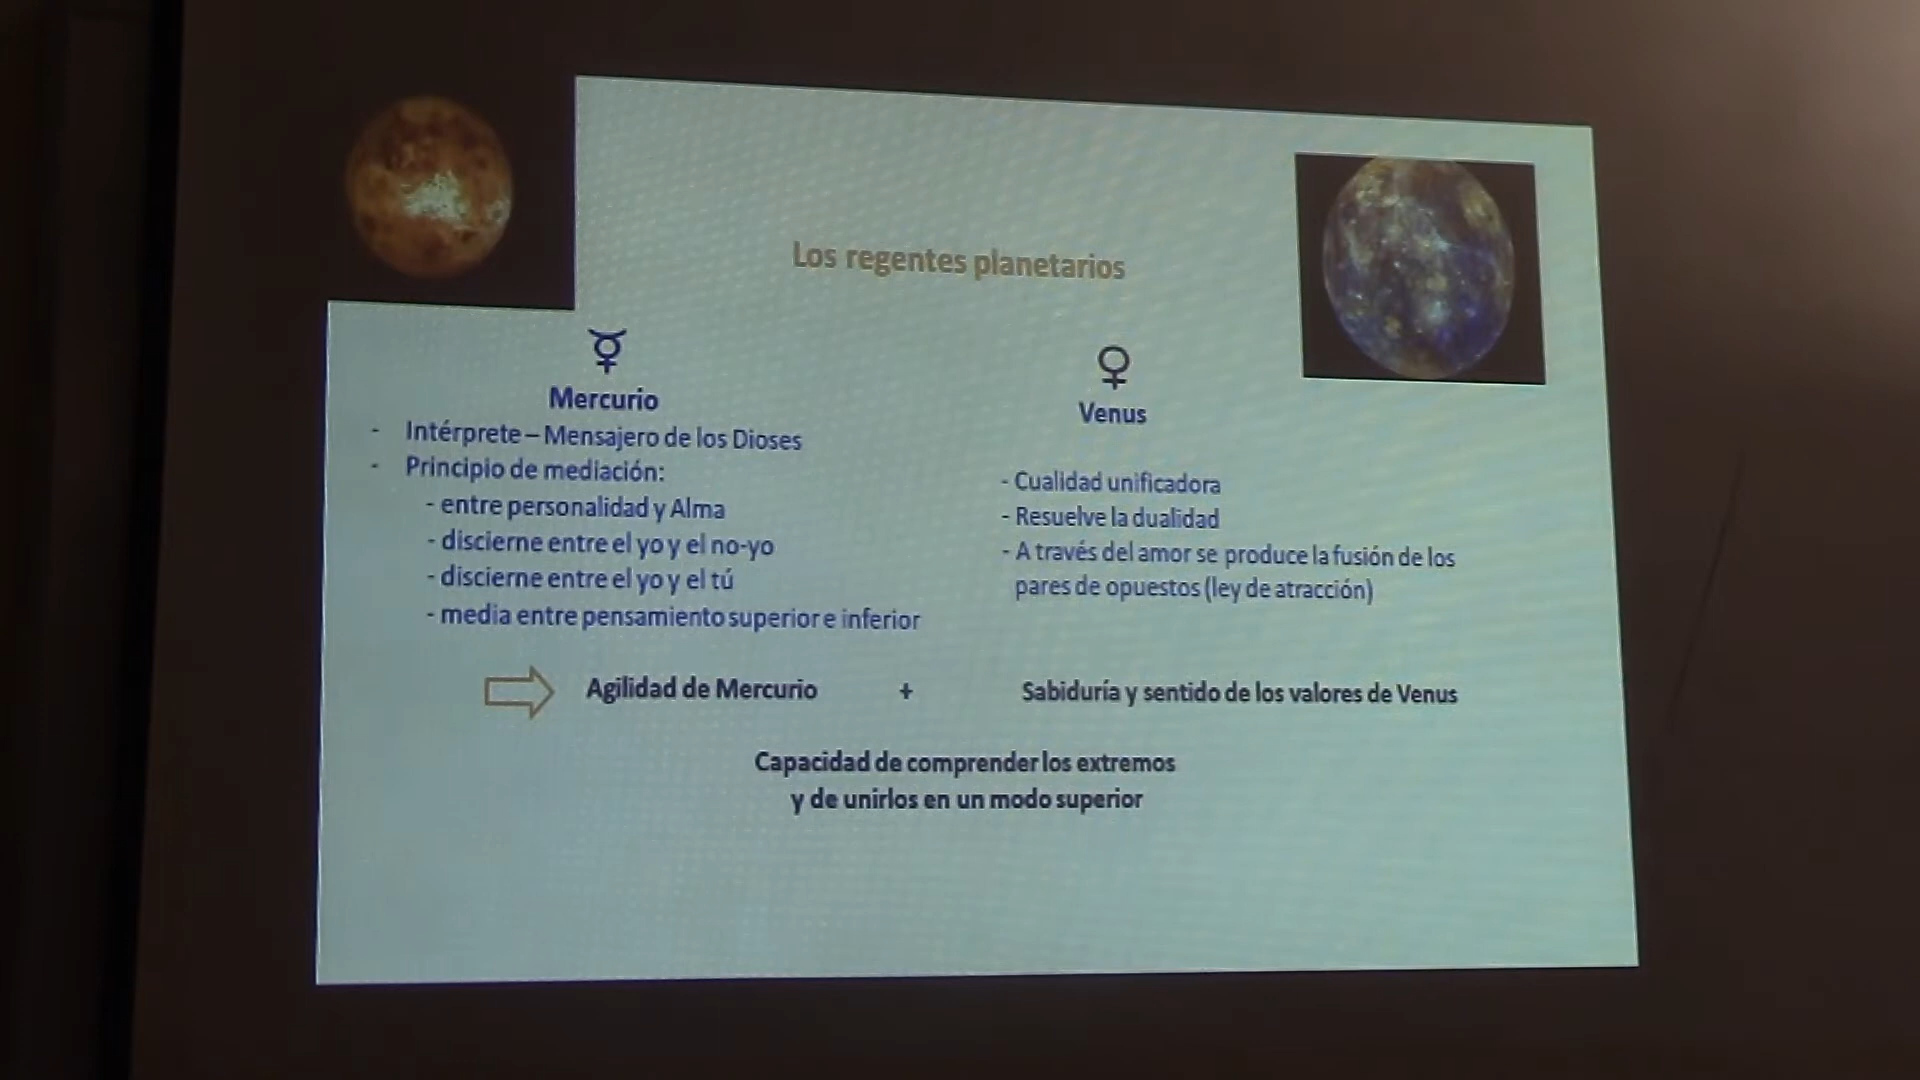 Los regentes planetarios
☿
Mercurio
- Intérprete – Mensajero de los Dioses
- Principio de mediación:
- entre personalidad y Alma
- discierne entre el yo y el no-yo
- discierne entre el yo y el tú
- media entre pensamiento superior e inferior
♀
Venus
- Cualidad unificadora
- Resuelve la dualidad
- A través del amor se produce la fusión de los
pares de opuestos (ley de atracción)
Agilidad de Mercurio + Sabiduría y sentido de los valores de Venus
Capacidad de comprender los extremos
y de unirlos en un modo superior